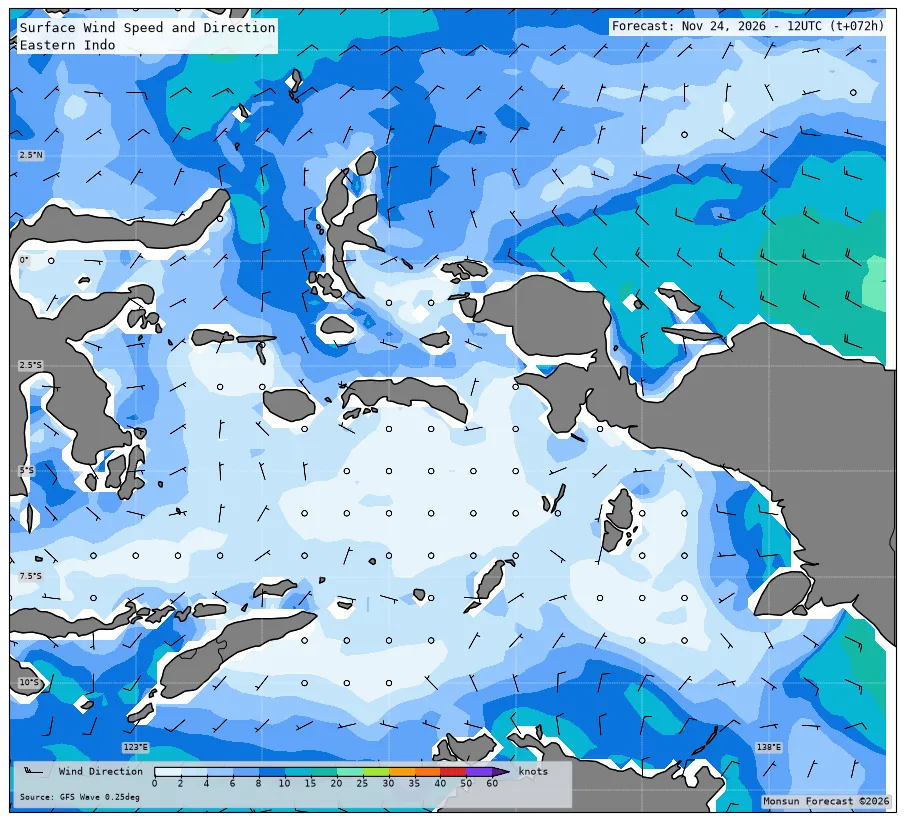 Surface Wind Speed and Direction
Eastern Indo
Forecast: Nov 24, 2026 - 12UTC (t+072h)
2.5°N
0°
2.5°S
5°S
7.5°S
10°S
123°E
138°E
Wind Direction
knots
0 2 4 6 8 10 15 20 25 30 35 40 50 60
Source: GFS Wave 0.25deg
Monsun Forecast ©2026